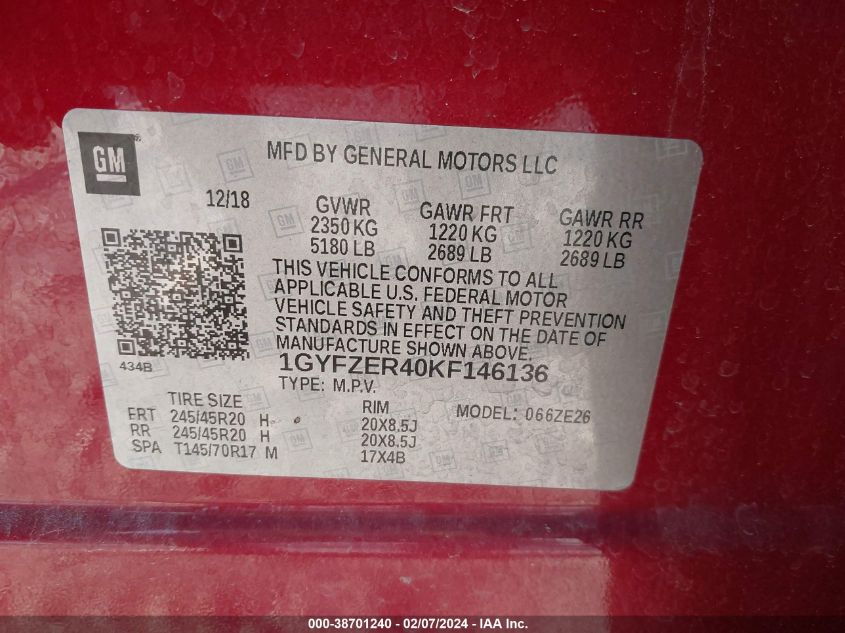 GM
MFD BY GENERAL MOTORS LLC
12/18
GVWR GAWR FRT GAWR RR
2350 KG 1220 KG 1220 KG
5180 LB 2689 LB 2689 LB
THIS VEHICLE CONFORMS TO ALL
APPLICABLE U.S. FEDERAL MOTOR
VEHICLE SAFETY AND THEFT PREVENTION
STANDARDS IN EFFECT ON THE DATE OF
MANUFACTURE SHOWN ABOVE.
434B
1GYFZER40KF146136
TYPE: M.P.V.
TIRE SIZE RIM MODEL: 066ZE26
FRT 245/45R20 H 20X8.5J
RR 245/45R20 H 20X8.5J
SPA T145/70R17 M 17X4B
000-38701240 - 02/07/2024 - IAA Inc.